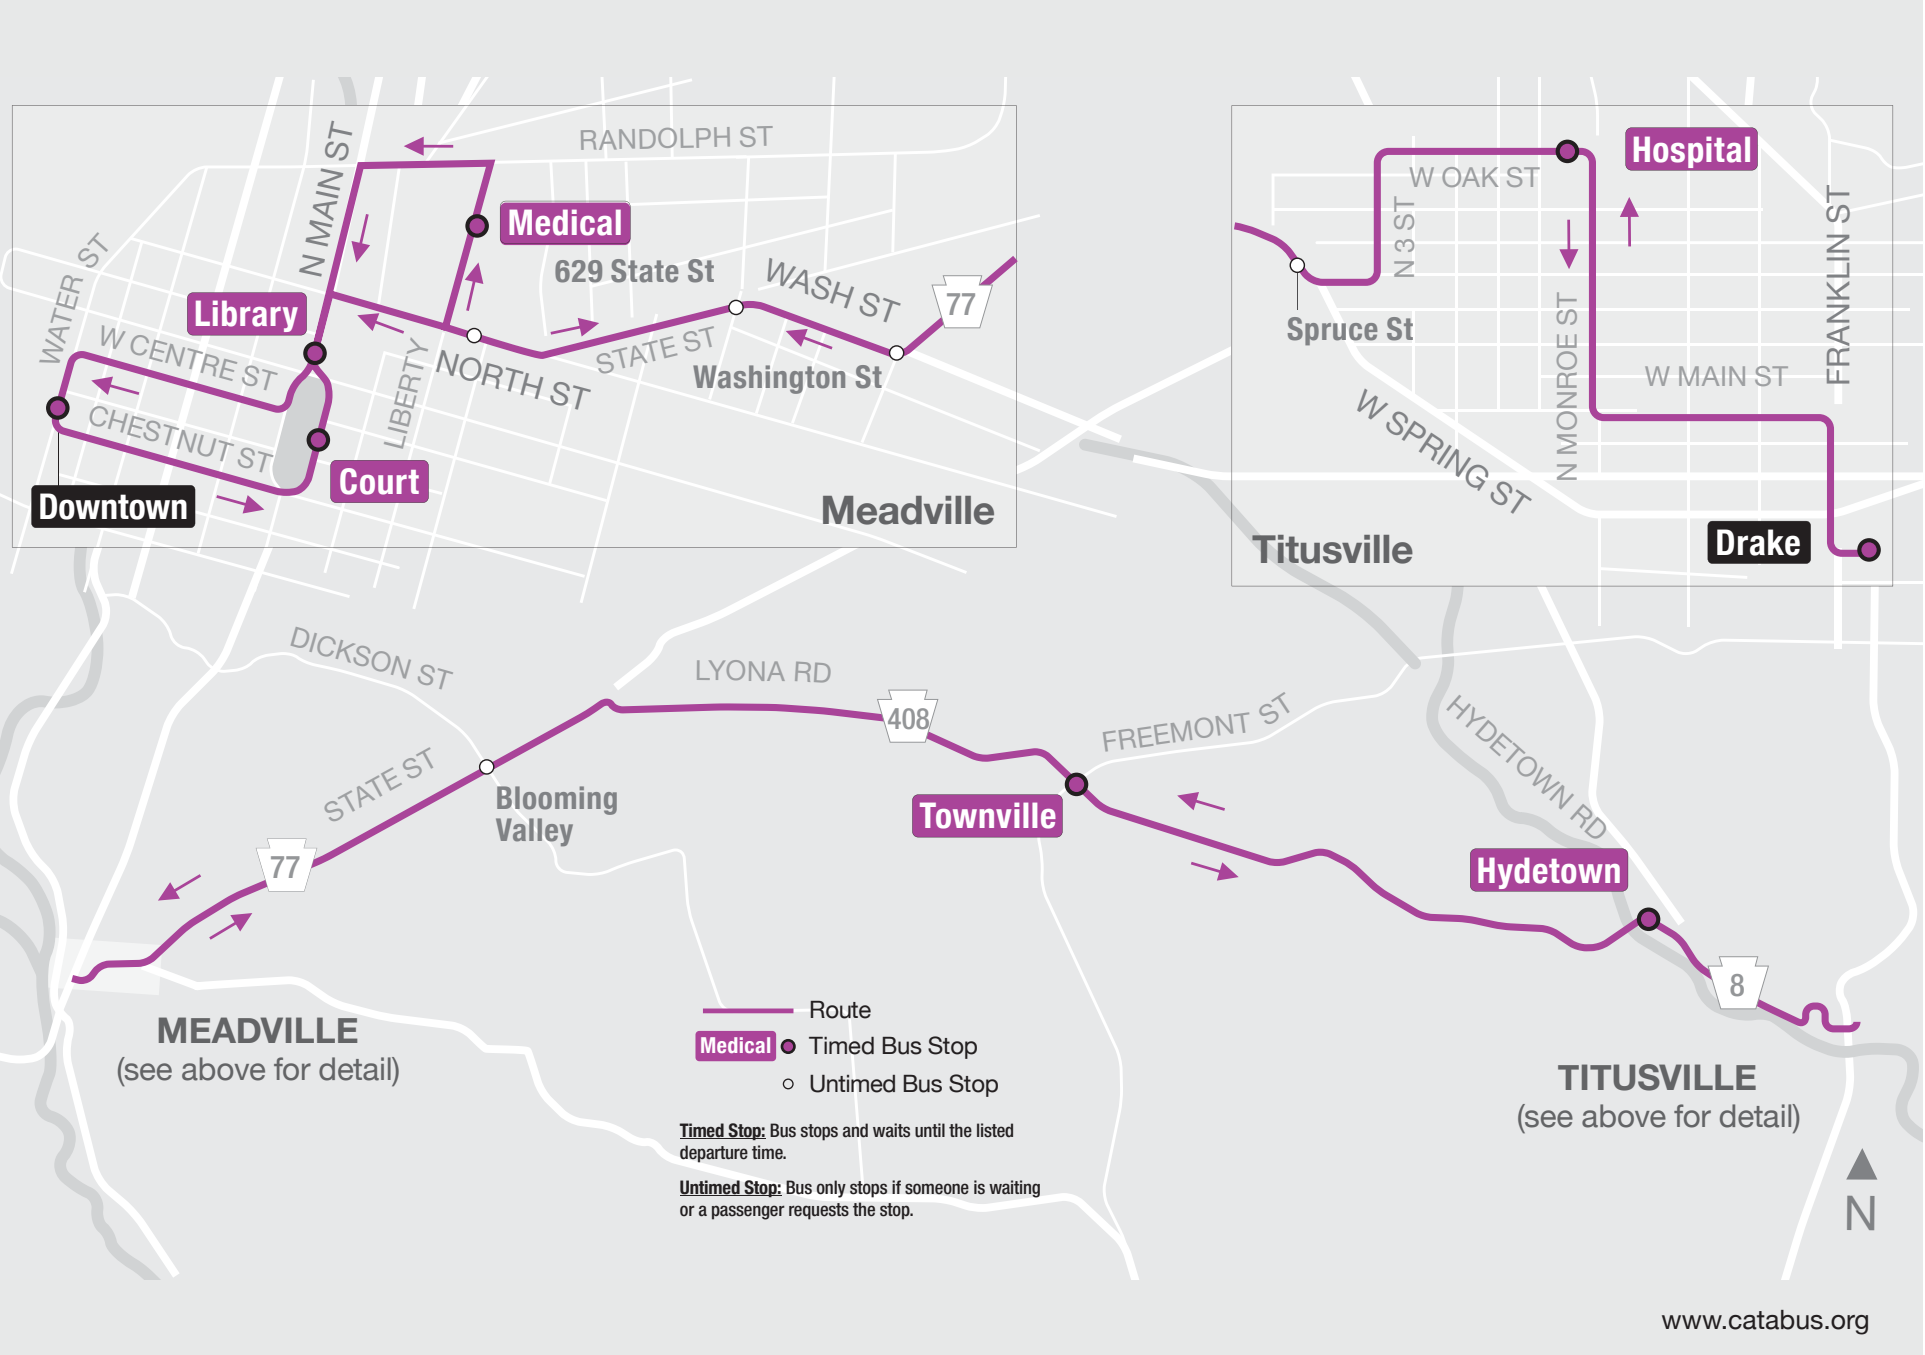 RANDOLPH ST
N MAIN ST
Medical
629 State St
WASH ST
77
WATER ST
Library
W CENTRE ST
LIBERTY
NORTH ST
STATE ST
Washington St
CHESTNUT ST
Court
Downtown
Meadville
Hospital
W OAK ST
N 3 ST
FRANKLIN ST
Spruce St
N MONROE ST
W MAIN ST
W SPRING ST
Drake
Titusville
DICKSON ST
LYONA RD
408
FREEMONT ST
HYDETOWN RD
STATE ST
Blooming
Valley
Townville
77
Hydetown
8
MEADVILLE
(see above for detail)
Route
Medical
Timed Bus Stop
Untimed Bus Stop
Timed Stop: Bus stops and waits until the listed
departure time.
Untimed Stop: Bus only stops if someone is waiting
or a passenger requests the stop.
TITUSVILLE
(see above for detail)
N
www.catabus.org